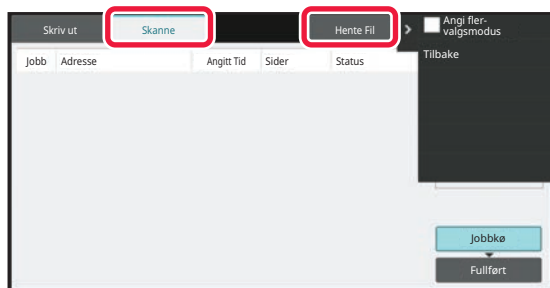 Skriv ut
Skanne
Hente Fil
Angi fler-
valgsmodus
Tilbake
Jobb Adresse Angitt Tid Sider Status
Jobbkø
Fullført